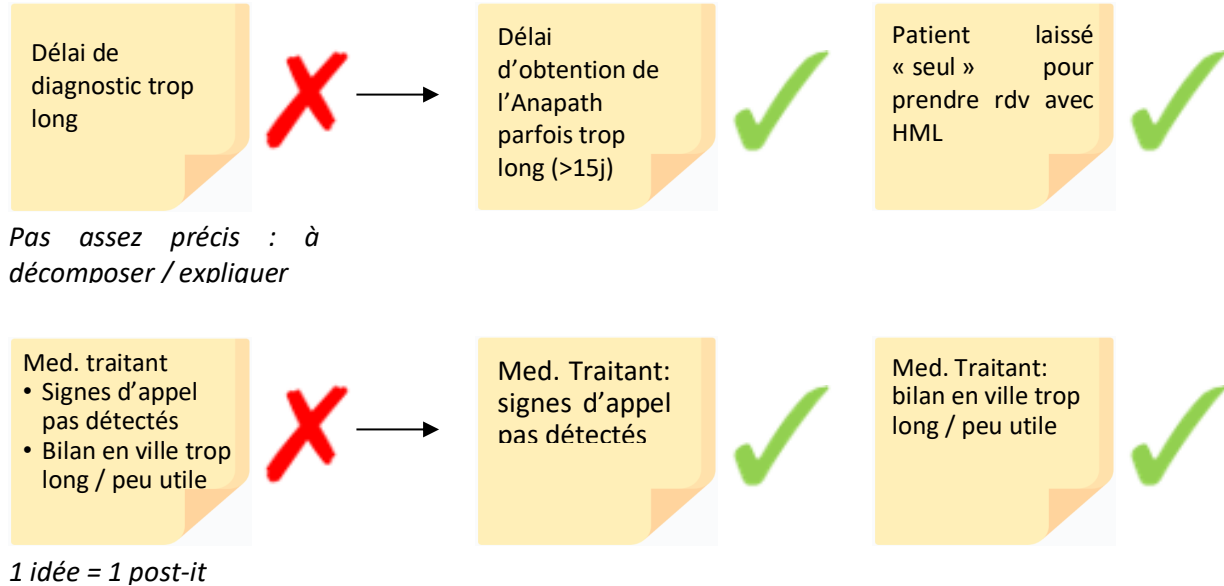 Délai de
diagnostic trop
long
Délai
d’obtention de
l’Anapath
parfois trop
long (>15j)
Patient laissé
« seul » pour
prendre rdv avec
HML
Pas assez précis : à
décomposer / expliquer
Med. traitant
• Signes d’appel
pas détectés
• Bilan en ville trop
long / peu utile
Med. Traitant:
signes d’appel
pas détectés
Med. Traitant:
bilan en ville trop
long / peu utile
1 idée = 1 post-it